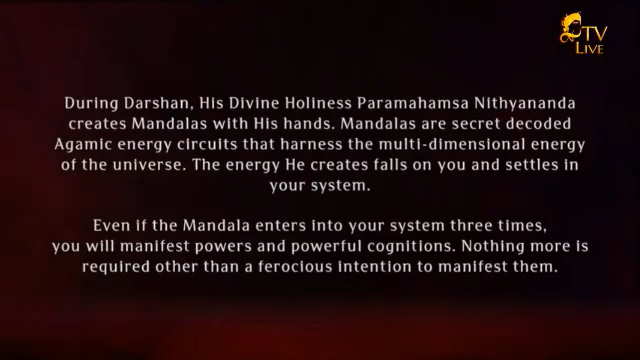 TV
LIVE
During Darshan, His Divine Holiness Paramahamsa Nithyananda
creates Mandalas with His hands. Mandalas are secret decoded
Agamic energy circuits that harness the multi-dimensional energy
of the universe. The energy He creates falls on you and settles in
your system.
Even if the Mandala enters into your system three times,
you will manifest powers and powerful cognitions. Nothing more is
required other than a ferocious intention to manifest them.